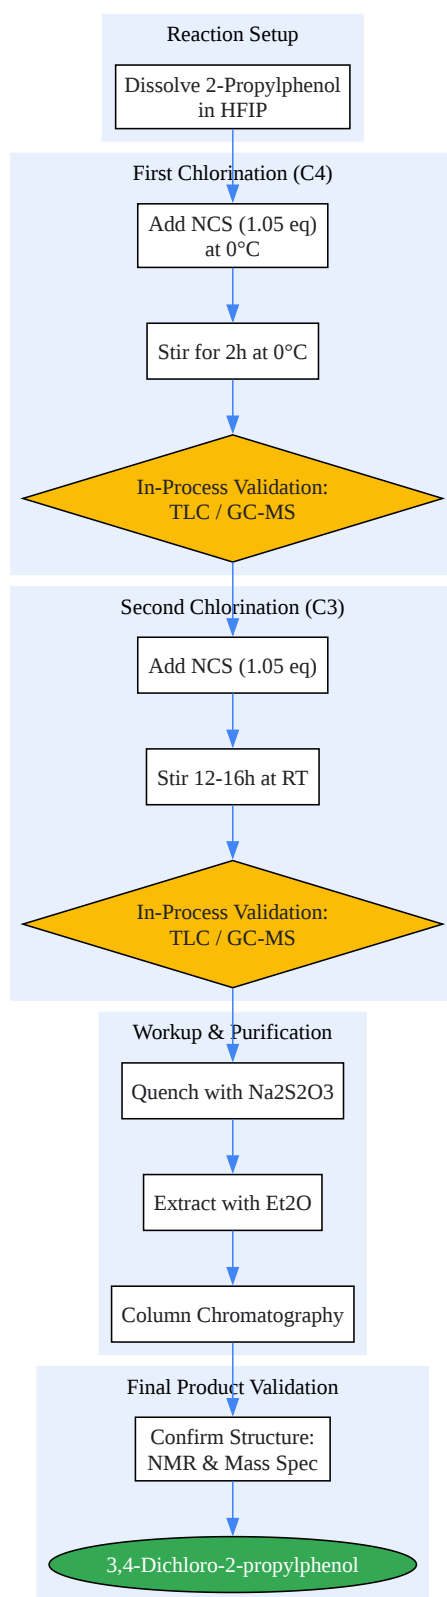 Reaction Setup
Dissolve 2-Propylphenol
in HFIP
First Chlorination (C4)
Add NCS (1.05 eq)
at 0°C
Stir for 2h at 0°C
In-Process Validation:
TLC / GC-MS
Second Chlorination (C3)
Add NCS (1.05 eq)
Stir 12-16h at RT
In-Process Validation:
TLC / GC-MS
Workup & Purification
Quench with Na2S2O3
Extract with Et2O
Column Chromatography
Final Product Validation
Confirm Structure:
NMR & Mass Spec
3,4-Dichloro-2-propylphenol